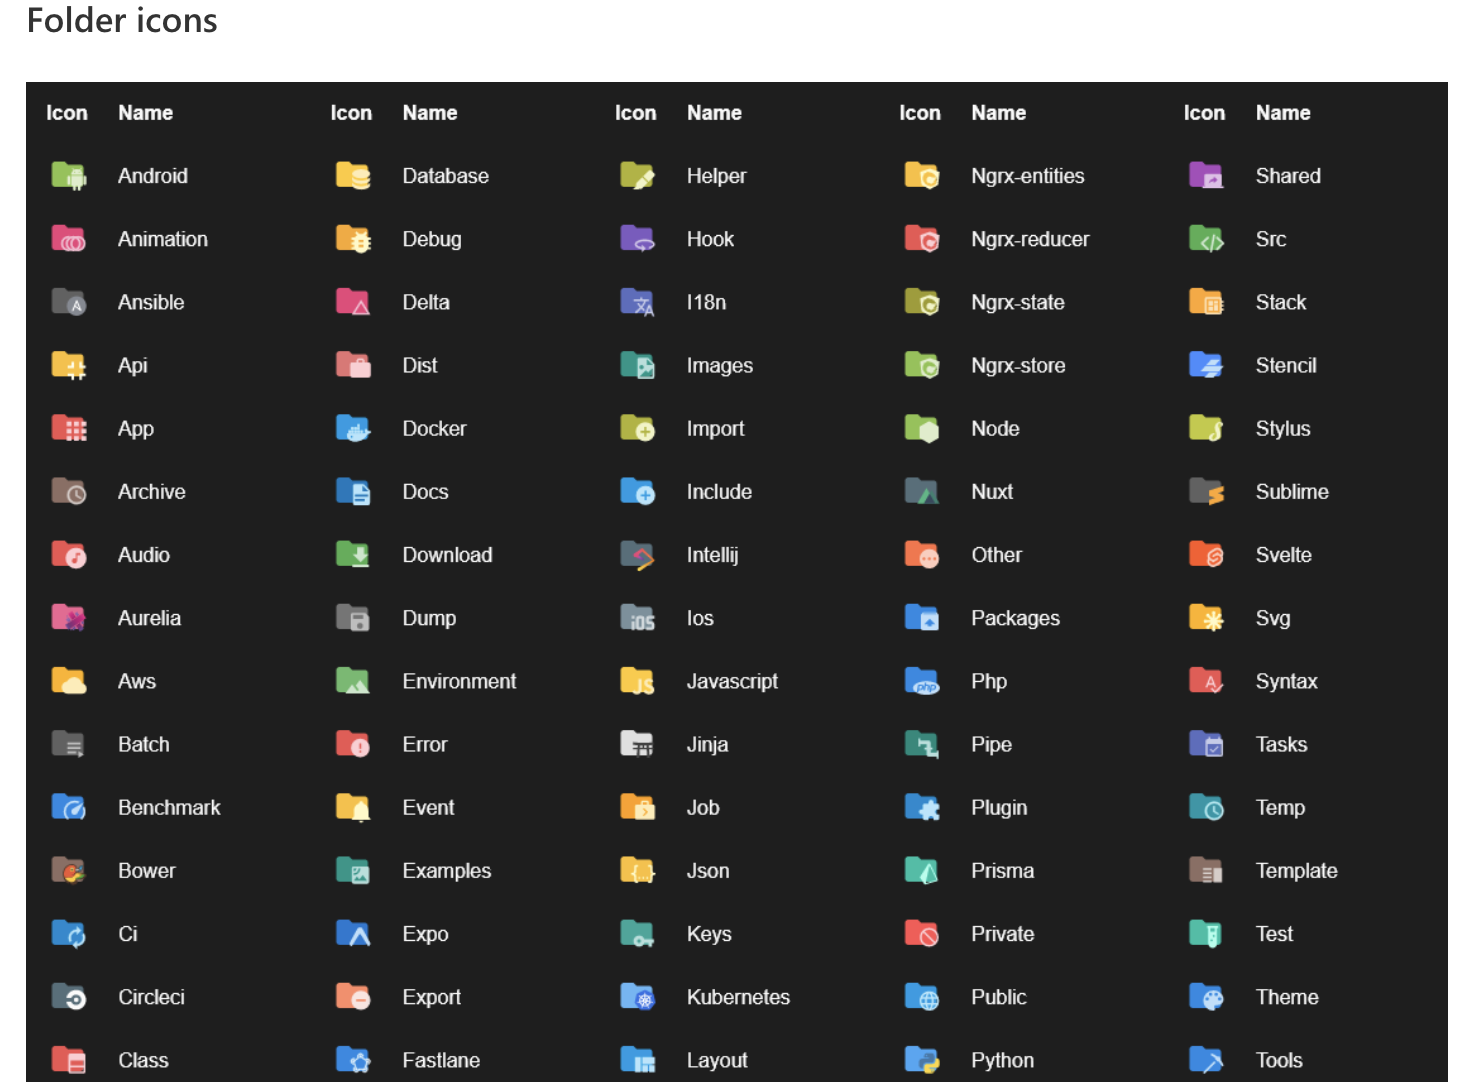 Folder icons
Icon Name Icon Name Icon Name Icon Name Icon Name
Android Database Helper Ngrx-entities Shared
Animation Debug Hook Ngrx-reducer Src
Ansible Delta I18n Ngrx-state Stack
Api Dist Images Ngrx-store Stencil
App Docker Import Node Stylus
Archive Docs Include Nuxt Sublime
Audio Download Intellij Other Svelte
Aurelia Dump iOS Ios Packages Svg
Aws Environment JS Javascript php Php Syntax
Batch Error Jinja Pipe Tasks
Benchmark Event Job Plugin Temp
Bower Examples Json Prisma Template
Ci Expo Keys Private Test
Circleci Export Kubernetes Public Theme
Class Fastlane Layout Python Tools